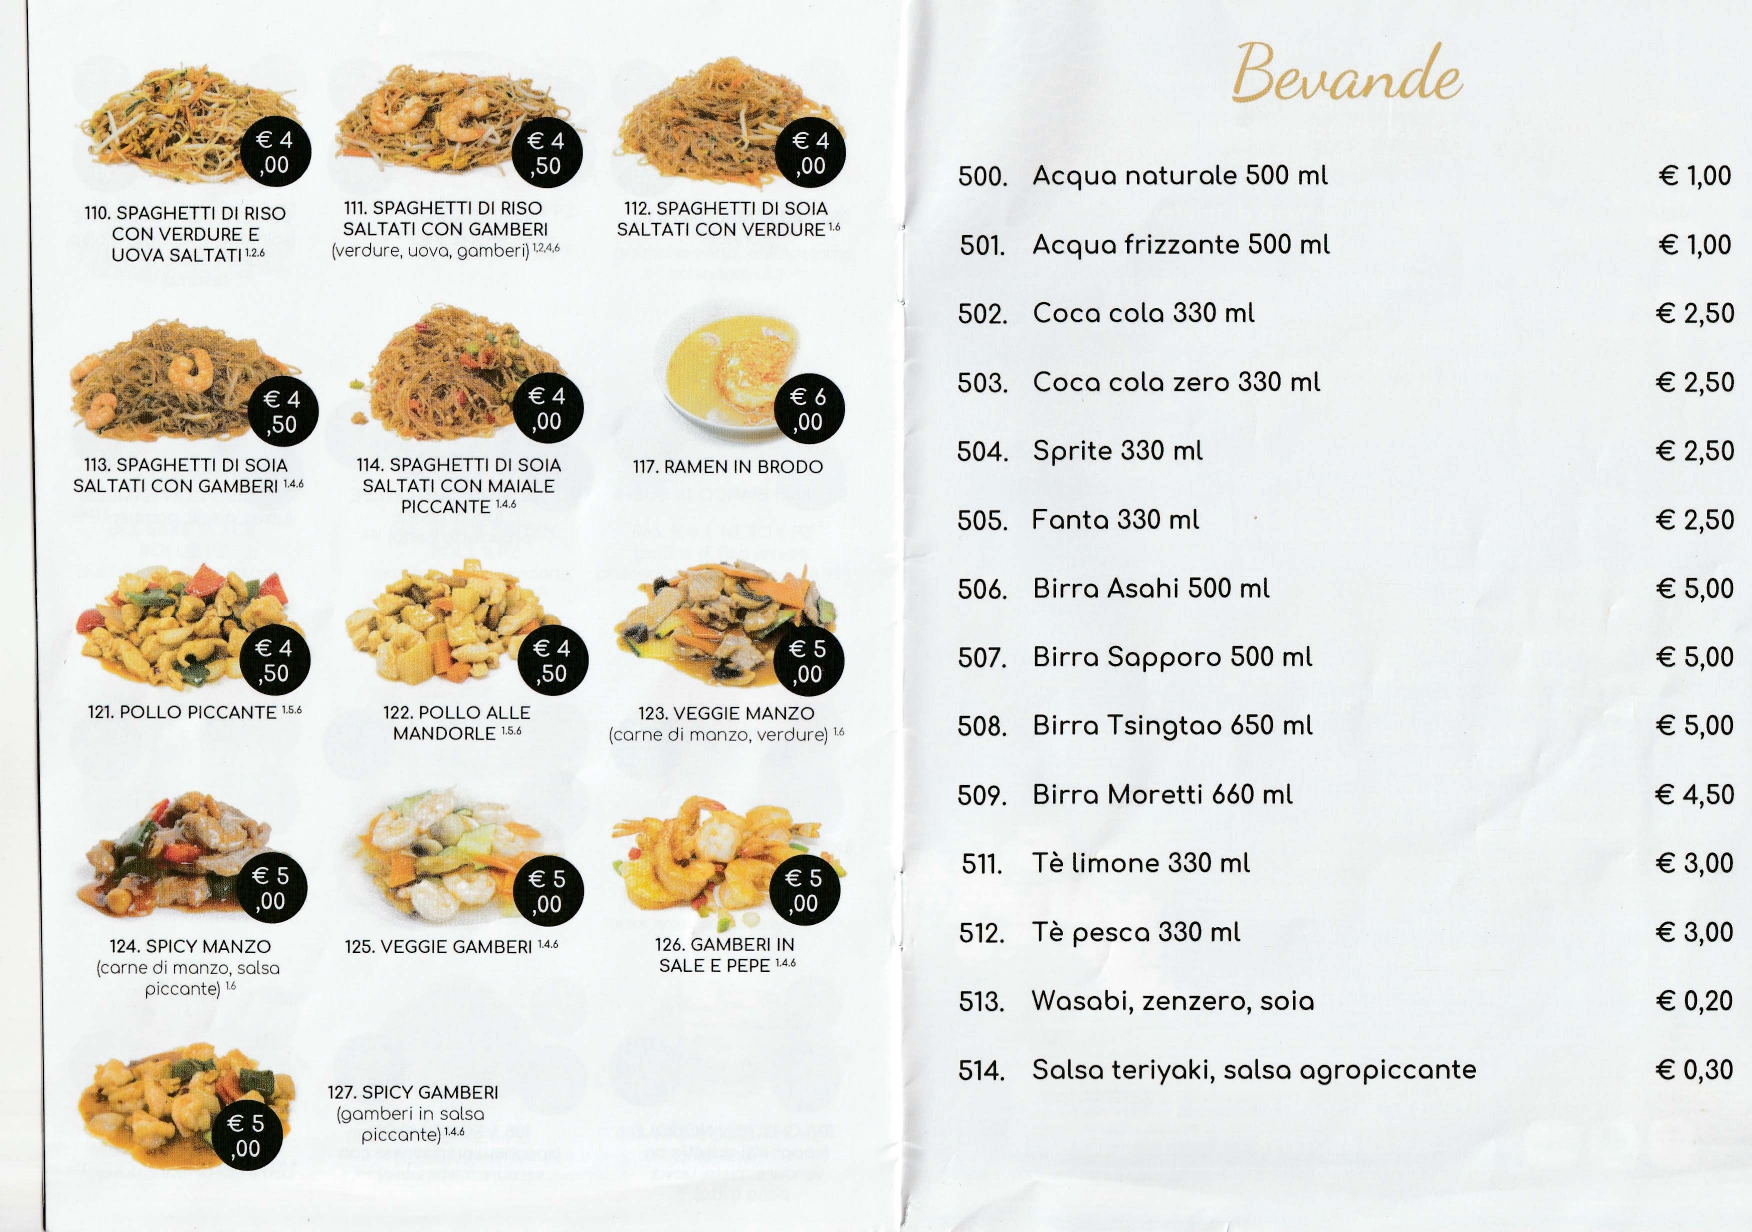 € 4
,00
110. SPAGHETTI DI RISO
CON VERDURE E
UOVA SALTATI 1.2.6
€ 4
,50
111. SPAGHETTI DI RISO
SALTATI CON GAMBERI
(verdure, uova, gamberi) 1,2,4,6
€ 4
,00
112. SPAGHETTI DI SOIA
SALTATI CON VERDURE 1.6
€ 4
,50
113. SPAGHETTI DI SOIA
SALTATI CON GAMBERI 1.4.6
€ 4
,00
114. SPAGHETTI DI SOIA
SALTATI CON MAIALE
PICCANTE 1.4.6
€ 6
,00
117. RAMEN IN BRODO
€ 4
,50
121. POLLO PICCANTE 1.5.6
€ 4
,50
122. POLLO ALLE
MANDORLE 1.5.6
€ 5
,00
123. VEGGIE MANZO
(carne di manzo, verdure) 1.6
€ 5
,00
124. SPICY MANZO
(carne di manzo, salsa
piccante) 1.6
€ 5
,00
125. VEGGIE GAMBERI 1.4.6
€ 5
,00
126. GAMBERI IN
SALE E PEPE 1.4.6
€ 5
,00
127. SPICY GAMBERI
(gamberi in salsa
piccante) 1.4.6
Bevande
500. Acqua naturale 500 ml € 1,00
501. Acqua frizzante 500 ml € 1,00
502. Coca cola 330 ml € 2,50
503. Coca cola zero 330 ml € 2,50
504. Sprite 330 ml € 2,50
505. Fanta 330 ml € 2,50
506. Birra Asahi 500 ml € 5,00
507. Birra Sapporo 500 ml € 5,00
508. Birra Tsingtao 650 ml € 5,00
509. Birra Moretti 660 ml € 4,50
511. Tè limone 330 ml € 3,00
512. Tè pesca 330 ml € 3,00
513. Wasabi, zenzero, soia € 0,20
514. Salsa teriyaki, salsa agropiccante € 0,30